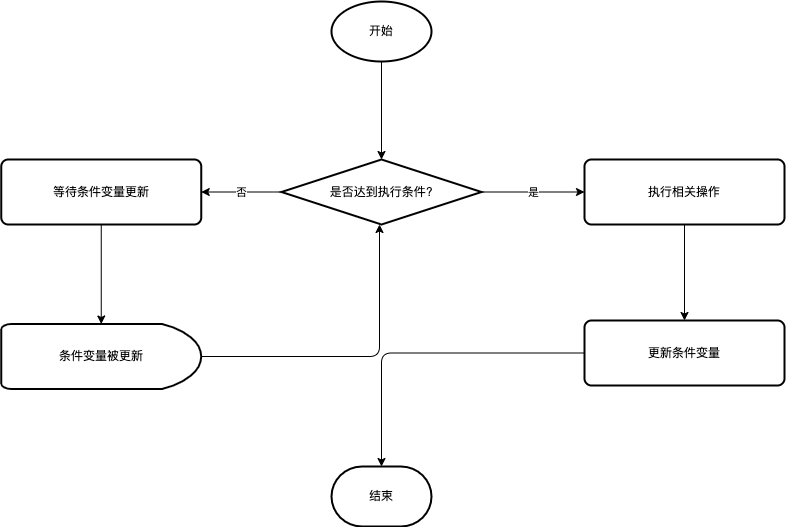 开始
等待条件变量更新
否
是否达到执行条件?
是
执行相关操作
条件变量被更新
更新条件变量
结束